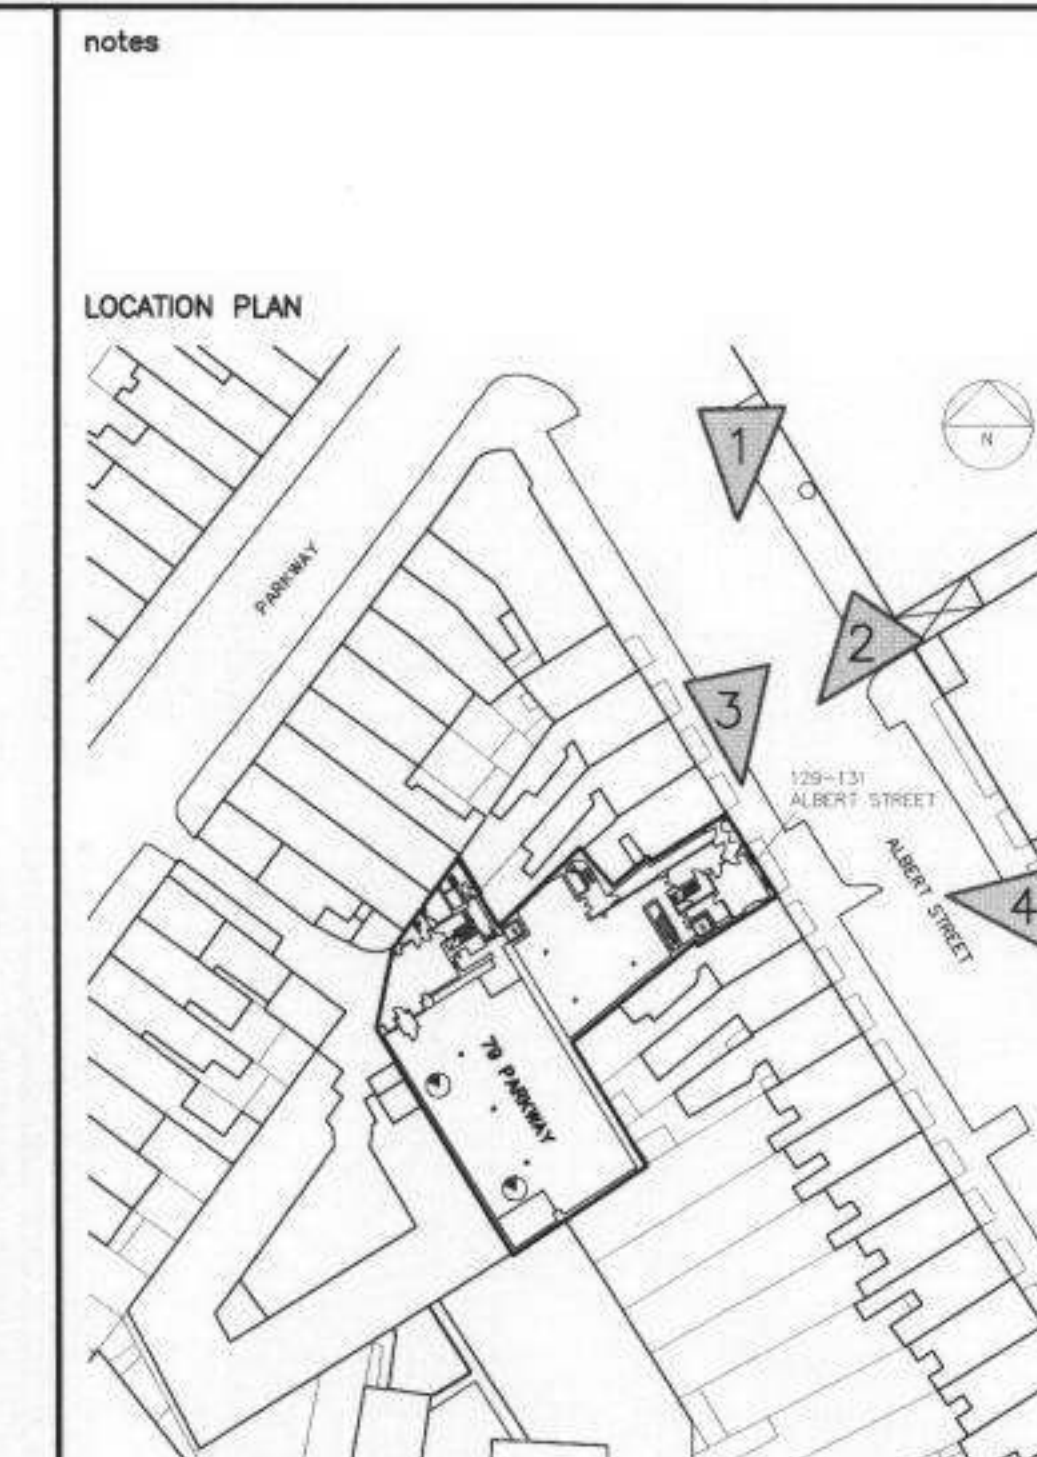 notes
LOCATION PLAN
N
1
PARKWAY
2
3
129-131
ALBERT STREET
ALBERT STREET
4
79 PARKWAY